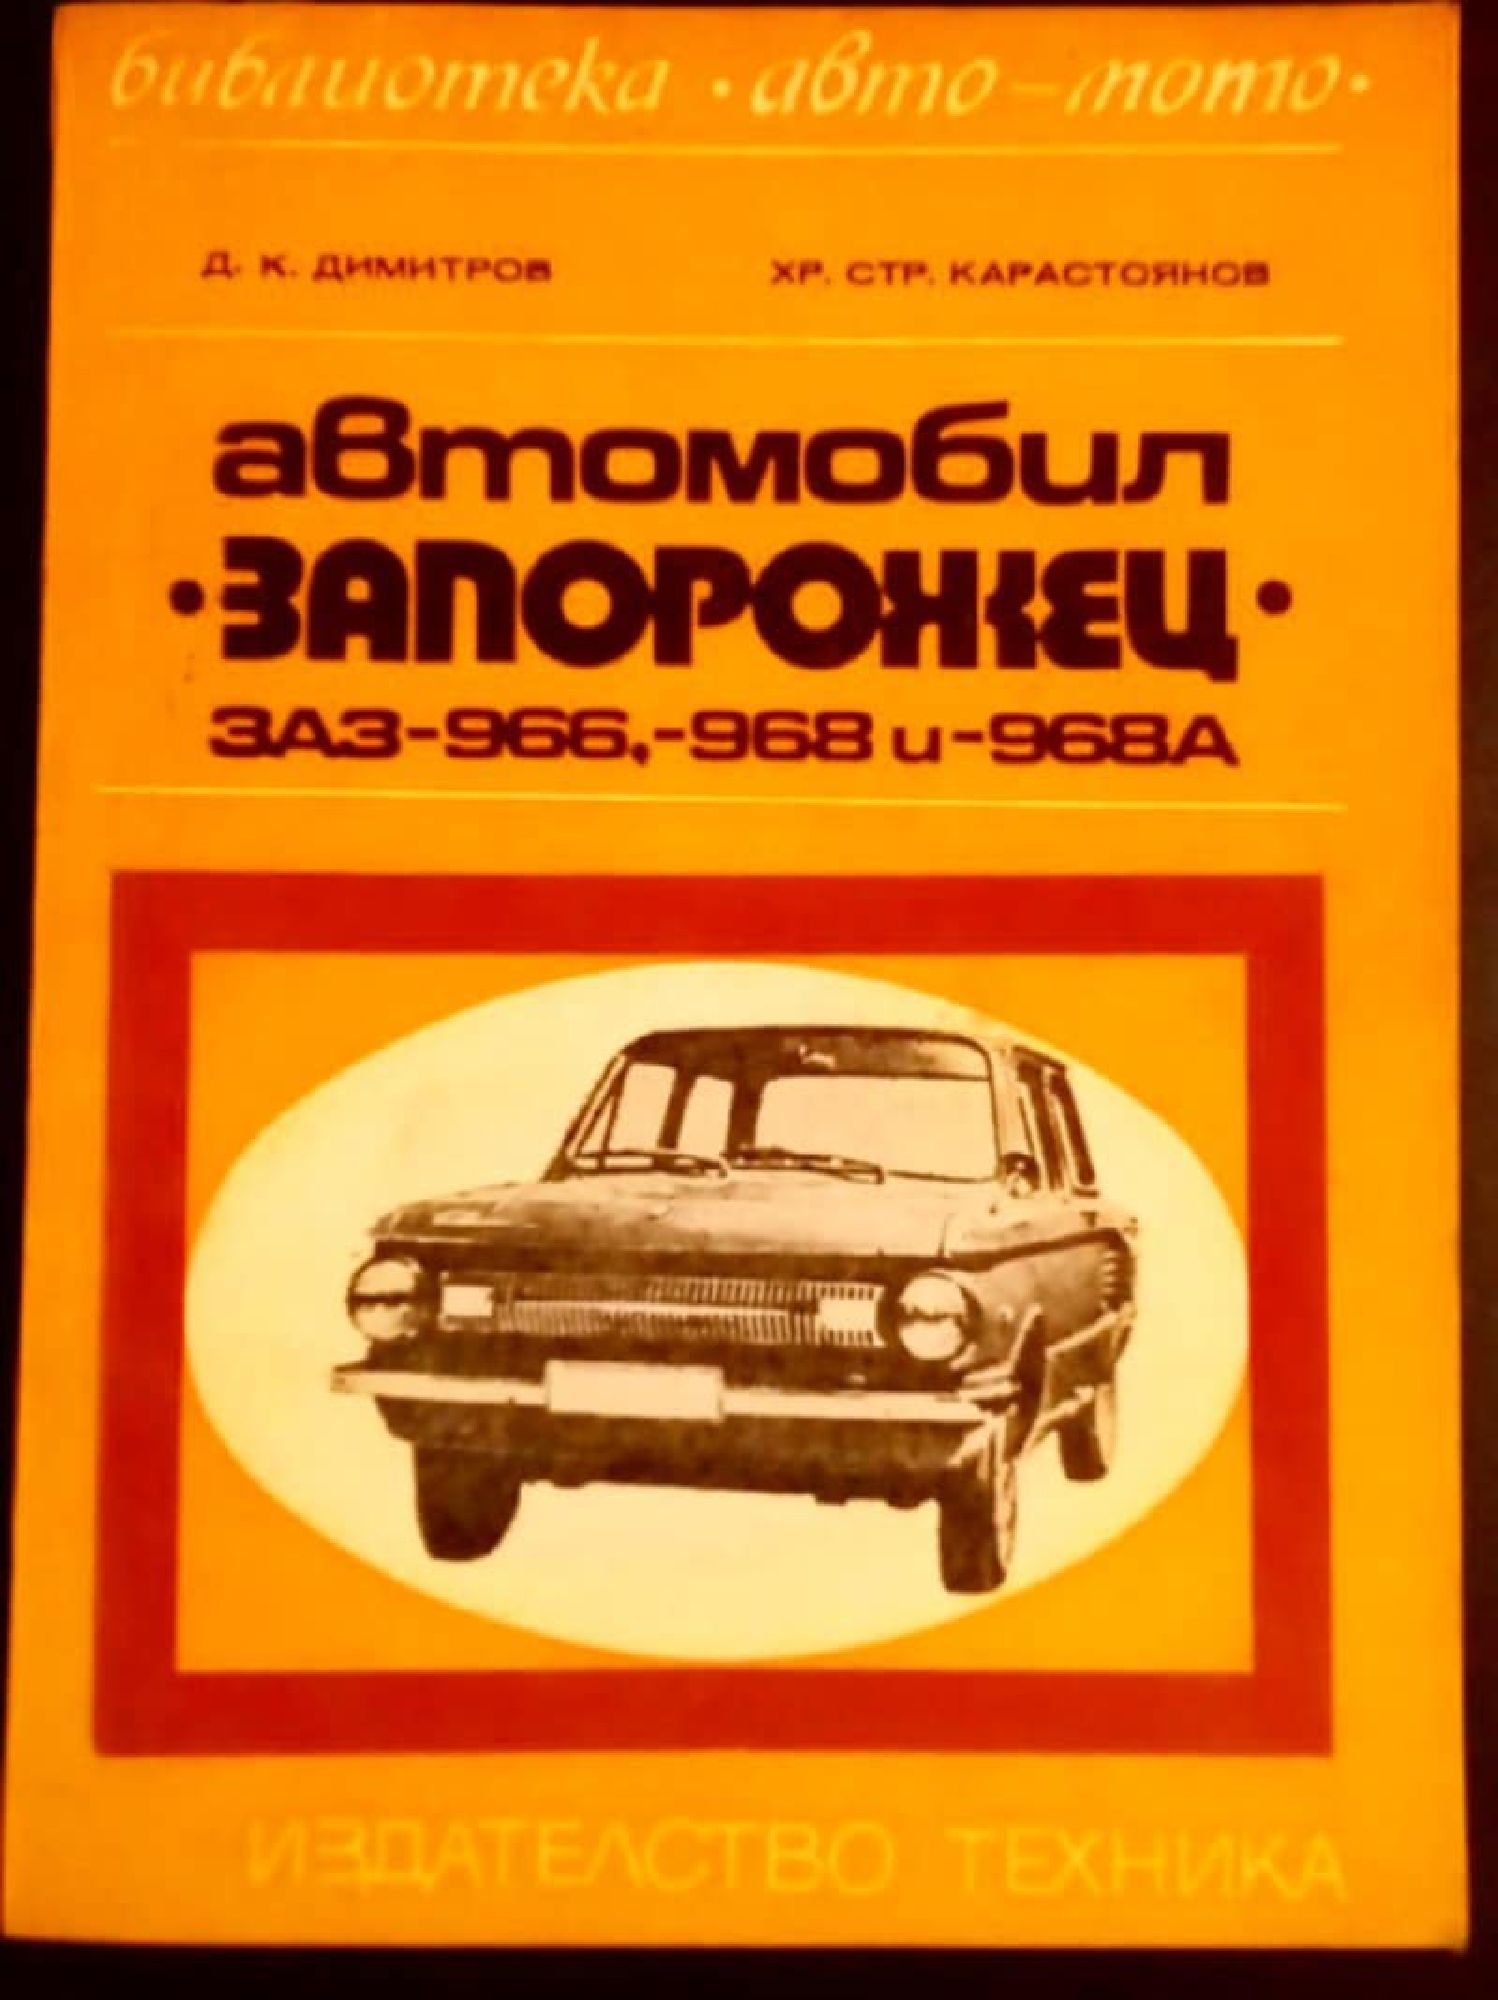 библиотека • авто-мото •
Д. К. ДИМИТРОВ ХР. СТР. КАРАСТОЯНОВ
автомобил
• ЗАПОРОЖЕЦ •
ЗАЗ-966,-968 и -968А
ИЗДАТЕЛСТВО ТЕХНИКА